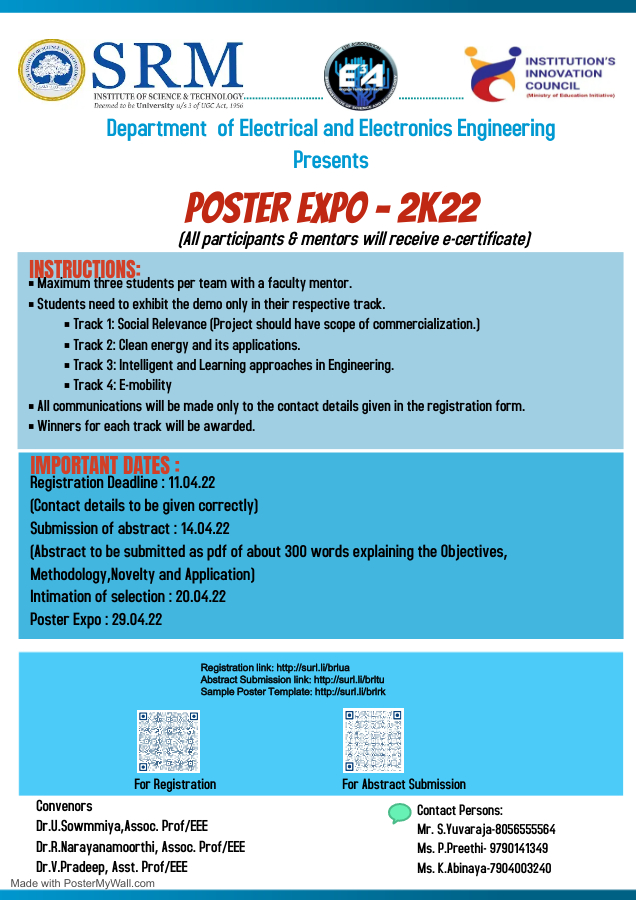 SRM
INSTITUTE OF SCIENCE & TECHNOLOGY
Deemed to be University u/s 3 of UGC Act, 1956
INSTITUTION'S
INNOVATION
COUNCIL
(Ministry of Education Initiative)
Department of Electrical and Electronics Engineering
Presents
POSTER EXPO - 2K22
(All participants & mentors will receive e-certificate)
INSTRUCTIONS:
▪ Maximum three students per team with a faculty mentor.
▪ Students need to exhibit the demo only in their respective track.
▪ Track 1: Social Relevance (Project should have scope of commercialization.)
▪ Track 2: Clean energy and its applications.
▪ Track 3: Intelligent and Learning approaches in Engineering.
▪ Track 4: E-mobility
▪ All communications will be made only to the contact details given in the registration form.
▪ Winners for each track will be awarded.
IMPORTANT DATES :
Registration Deadline : 11.04.22
(Contact details to be given correctly)
Submission of abstract : 14.04.22
(Abstract to be submitted as pdf of about 300 words explaining the Objectives,
Methodology,Novelty and Application)
Intimation of selection : 20.04.22
Poster Expo : 29.04.22
Registration link: http://surl.li/brlua
Abstract Submission link: http://surl.li/brltu
Sample Poster Template: http://surl.li/brlrk
For Registration
For Abstract Submission
Convenors
Dr.U.Sowmmiya,Assoc. Prof/EEE
Dr.R.Narayanamoorthi, Assoc. Prof/EEE
Dr.V.Pradeep, Asst. Prof/EEE
Contact Persons:
Mr. S.Yuvaraja-8056555564
Ms. P.Preethi- 9790141349
Ms. K.Abinaya-7904003240
Made with PosterMyWall.com